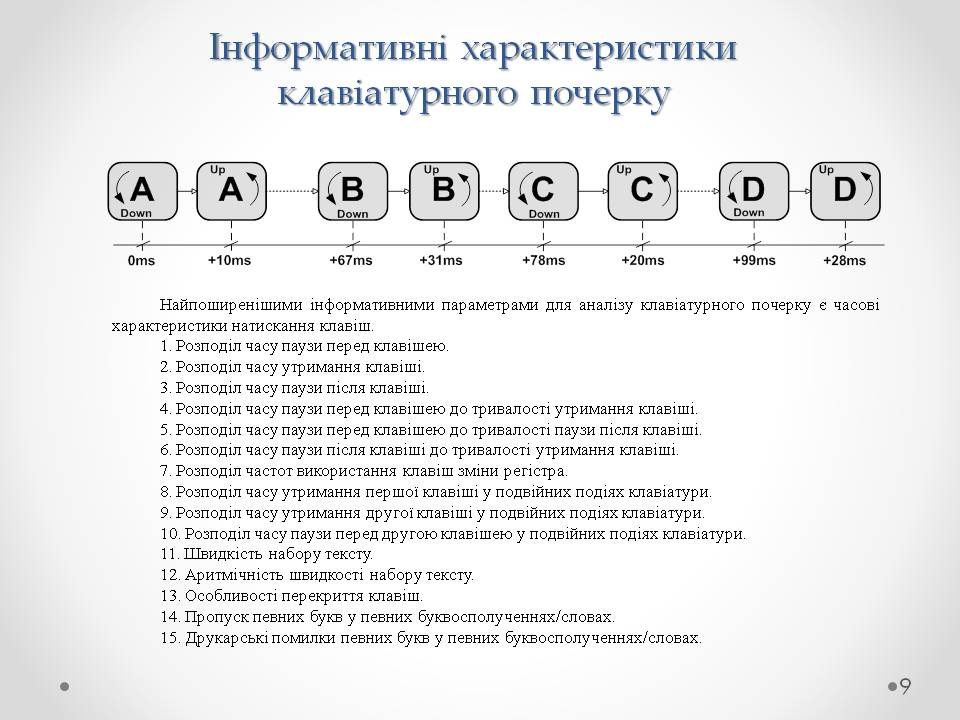 Інформативні характеристики
клавіатурного почерку
A Down
Up A
B Down
Up B
C Down
Up C
D Down
Up D
0ms +10ms +67ms +31ms +78ms +20ms +99ms +28ms
Найпоширенішими інформативними параметрами для аналізу клавіатурного почерку є часові
характеристики натискання клавіш.
1. Розподіл часу паузи перед клавішею.
2. Розподіл часу утримання клавіші.
3. Розподіл часу паузи після клавіші.
4. Розподіл часу паузи перед клавішею до тривалості утримання клавіші.
5. Розподіл часу паузи перед клавішею до тривалості паузи після клавіші.
6. Розподіл часу паузи після клавіші до тривалості утримання клавіші.
7. Розподіл частот використання клавіш зміни регістра.
8. Розподіл часу утримання першої клавіші у подвійних подіях клавіатури.
9. Розподіл часу утримання другої клавіші у подвійних подіях клавіатури.
10. Розподіл часу паузи перед другою клавішею у подвійних подіях клавіатури.
11. Швидкість набору тексту.
12. Аритмічність швидкості набору тексту.
13. Особливості перекриття клавіш.
14. Пропуск певних букв у певних буквосполученнях/словах.
15. Друкарські помилки певних букв у певних буквосполученнях/словах.
9